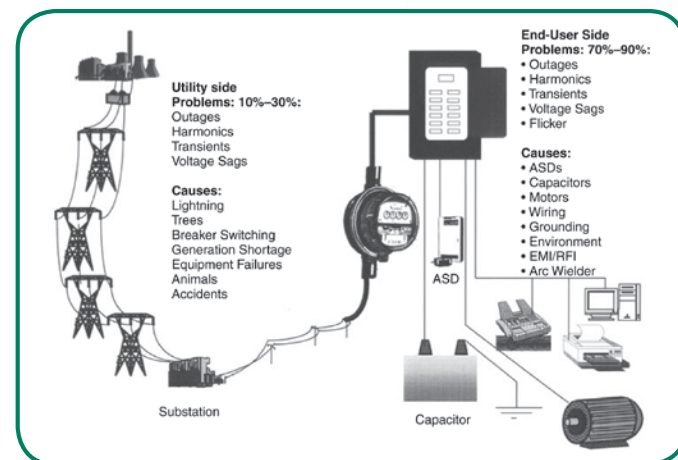 Utility side
Problems: 10%–30%:
Outages
Harmonics
Transients
Voltage Sags
Causes:
Lightning
Trees
Breaker Switching
Generation Shortage
Equipment Failures
Animals
Accidents
Substation
End-User Side
Problems: 70%–90%:
• Outages
• Harmonics
• Transients
• Voltage Sags
• Flicker
Causes:
• ASDs
• Capacitors
• Motors
• Wiring
• Grounding
• Environment
• EMI/RFI
• Arc Wielder
ASD
Capacitor